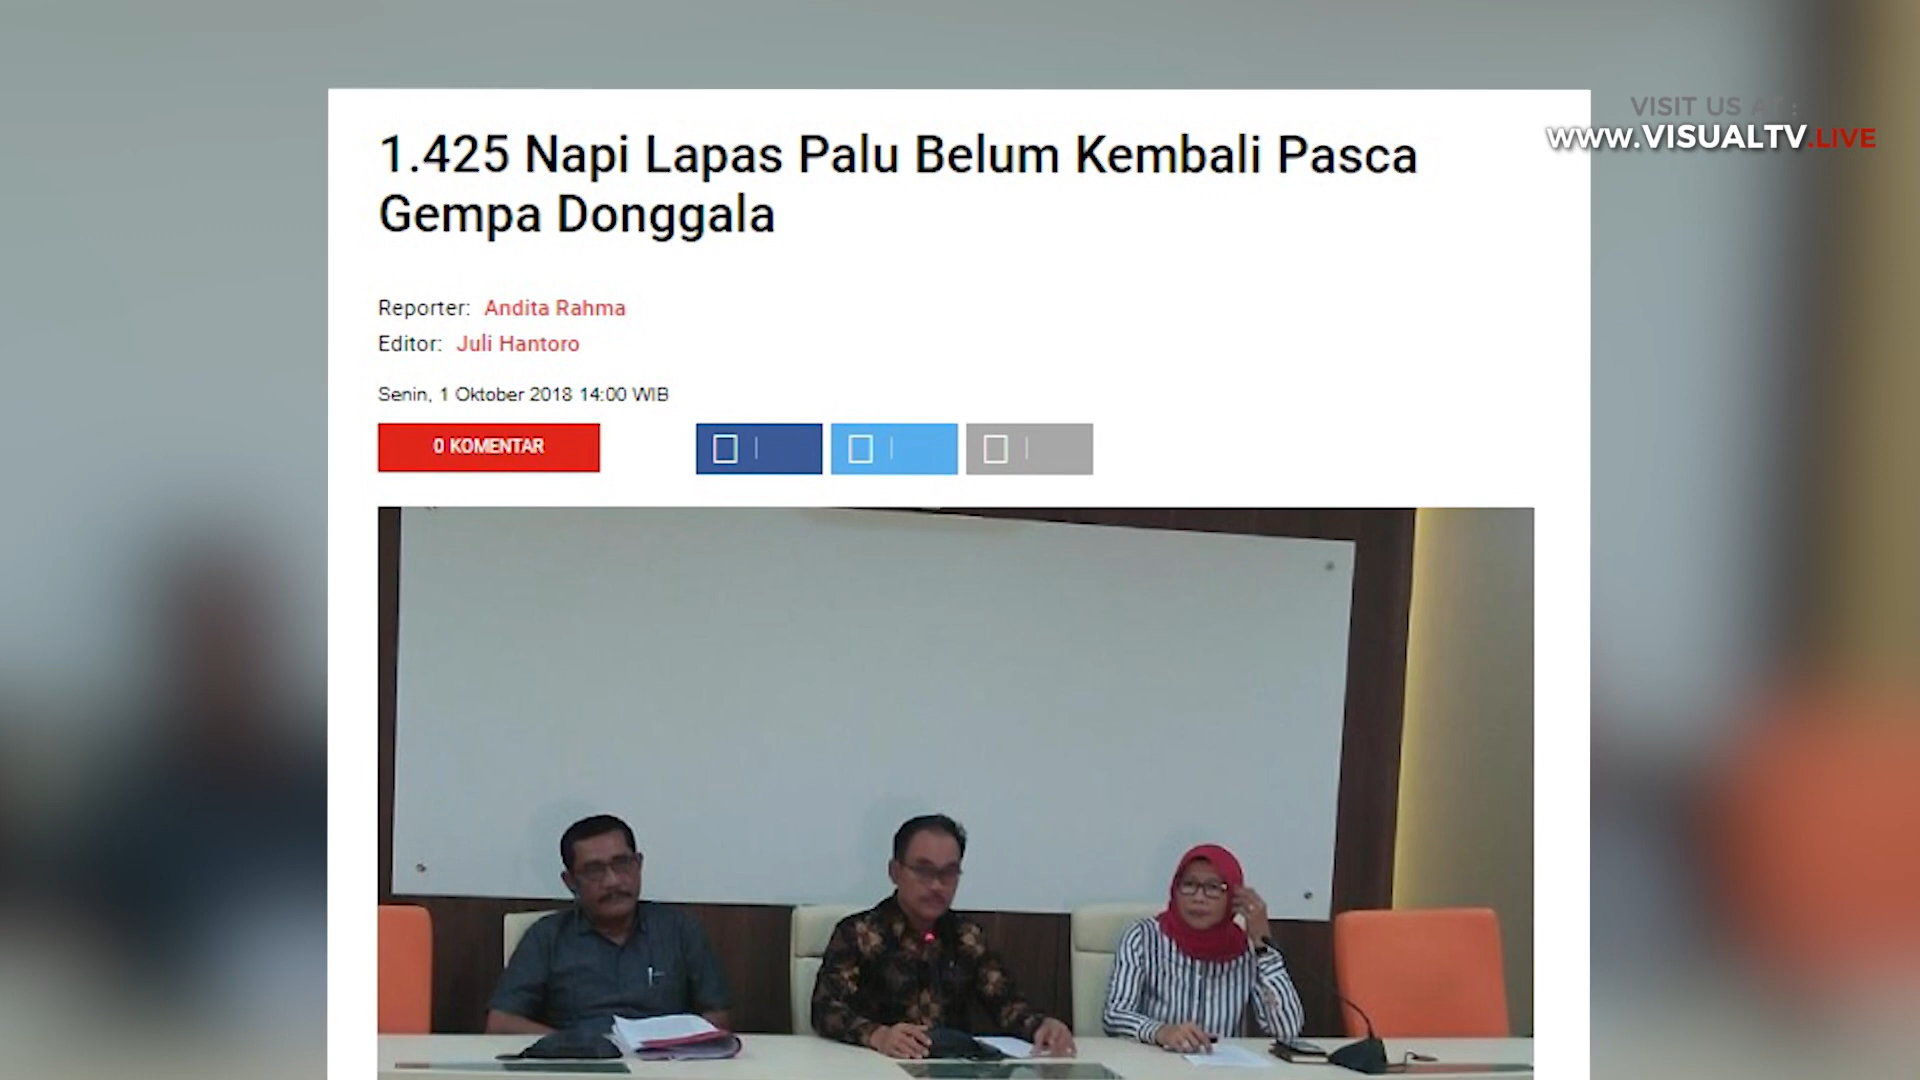 1.425 Napi Lapas Palu Belum Kembali Pasca
Gempa Donggala
Reporter: Andita Rahma
Editor: Juli Hantoro
Senin, 1 Oktober 2018 14:00 WIB
0 KOMENTAR
VISIT US AT :
WWW.VISUALTV.LIVE